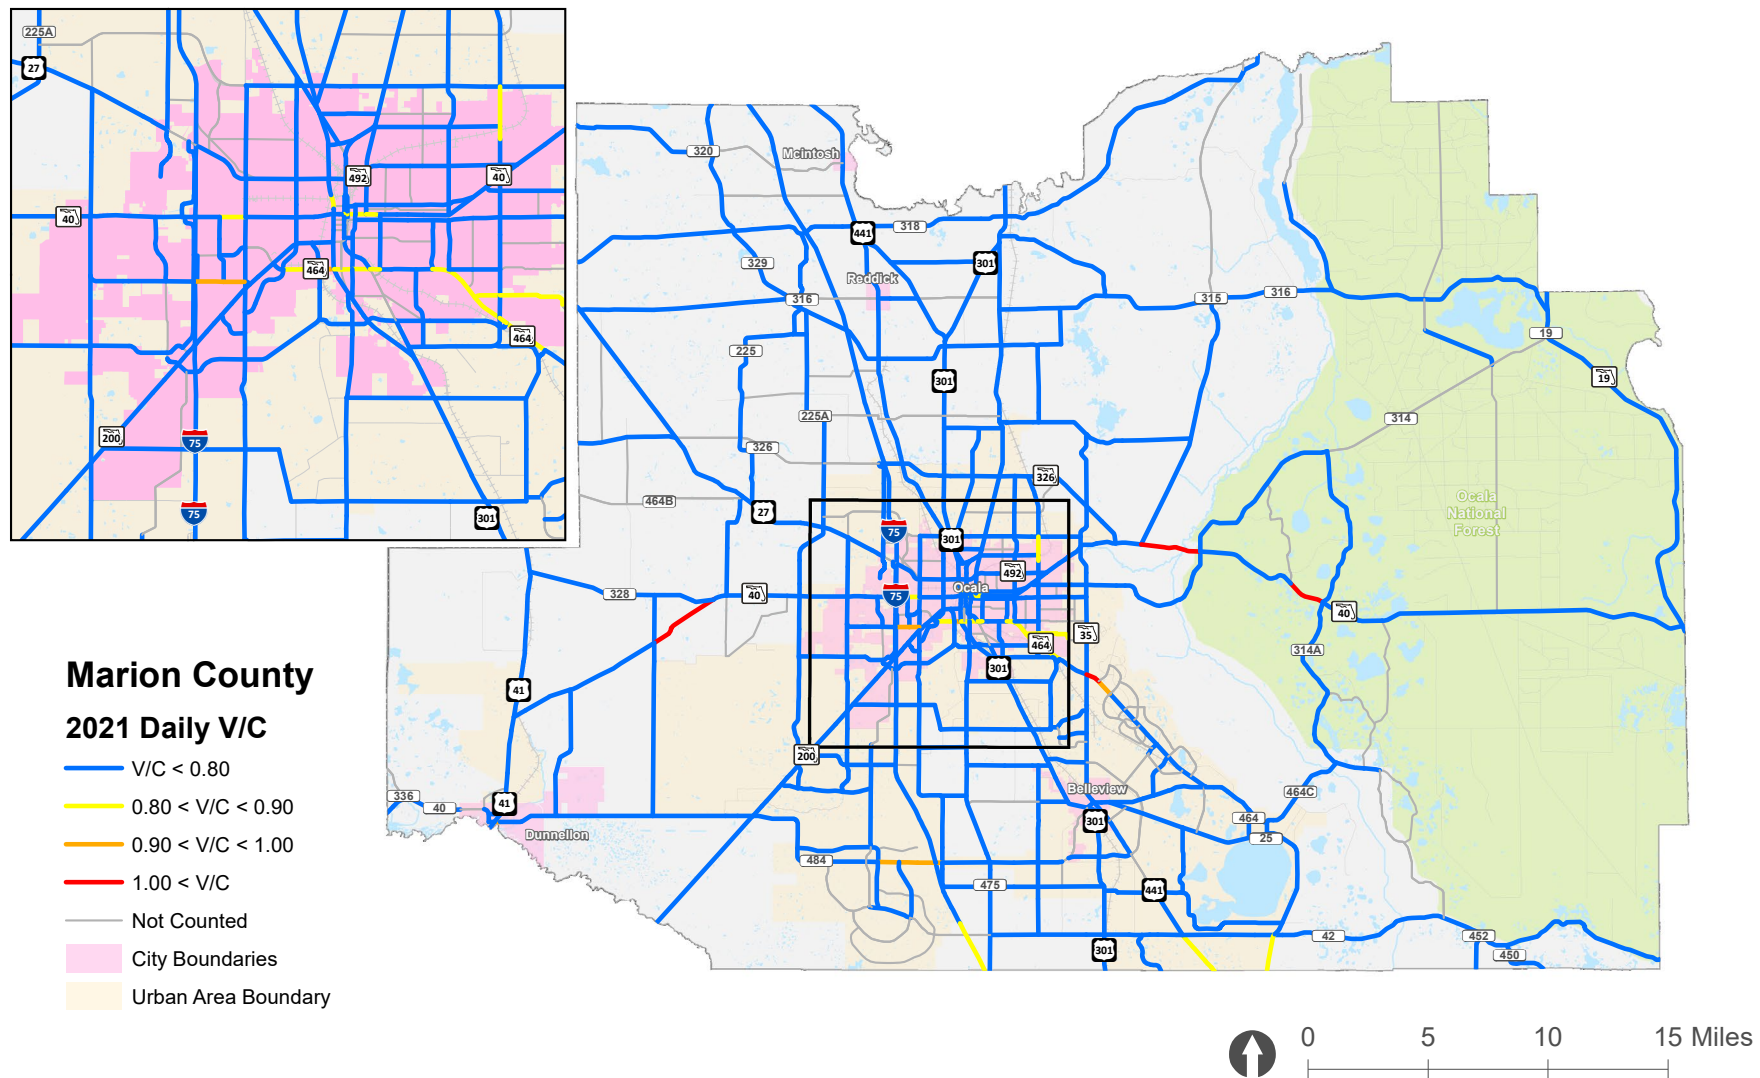 225A
27
492
40
40
464
464
200
75
75
301
320
McIntosh
441
318
329
301
Reddick
316
315
316
19
225
301
19
314
225A
326
326
464B
27
Ocala
National
Forest
75
301
492
Ocala
75
328
40
40
35
464
314A
301
Marion County
2021 Daily V/C
V/C < 0.80
0.80 < V/C < 0.90
0.90 < V/C < 1.00
1.00 < V/C
Not Counted
City Boundaries
Urban Area Boundary
41
200
336
40
41
Dunnellon
Belleview
464C
301
464
25
484
475
441
42
452
301
450
0 5 10 15 Miles